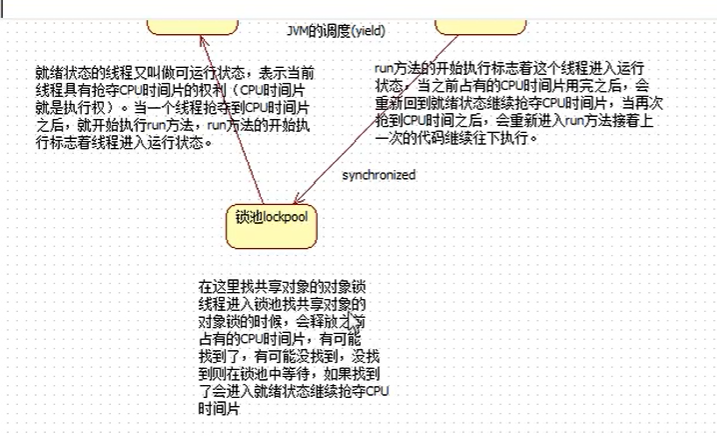 JVM的调度(yield)
就绪状态的线程又叫做可运行状态，表示当前
线程具有抢夺CPU时间片的权利（CPU时间片
就是执行权）。当一个线程抢夺到CPU时间片
之后，就开始执行run方法，run方法的开始执
行标志着线程进入运行状态。
run方法的开始执行标志着这个线程进入运行
状态，当之前占有的CPU时间片用完之后，会
重新回到就绪状态继续抢夺CPU时间片，当再次
抢到CPU时间之后，会重新进入run方法接着上
一次的代码继续往下执行。
synchronized
锁池lockpool
在这里找共享对象的对象锁
线程进入锁池找共享对象的
对象锁的时候，会释放之前
占有的CPU时间片，有可能
找到了，有可能没找到，没找
到则在锁池中等待，如果找到
了会进入就绪状态继续抢夺CPU
时间片